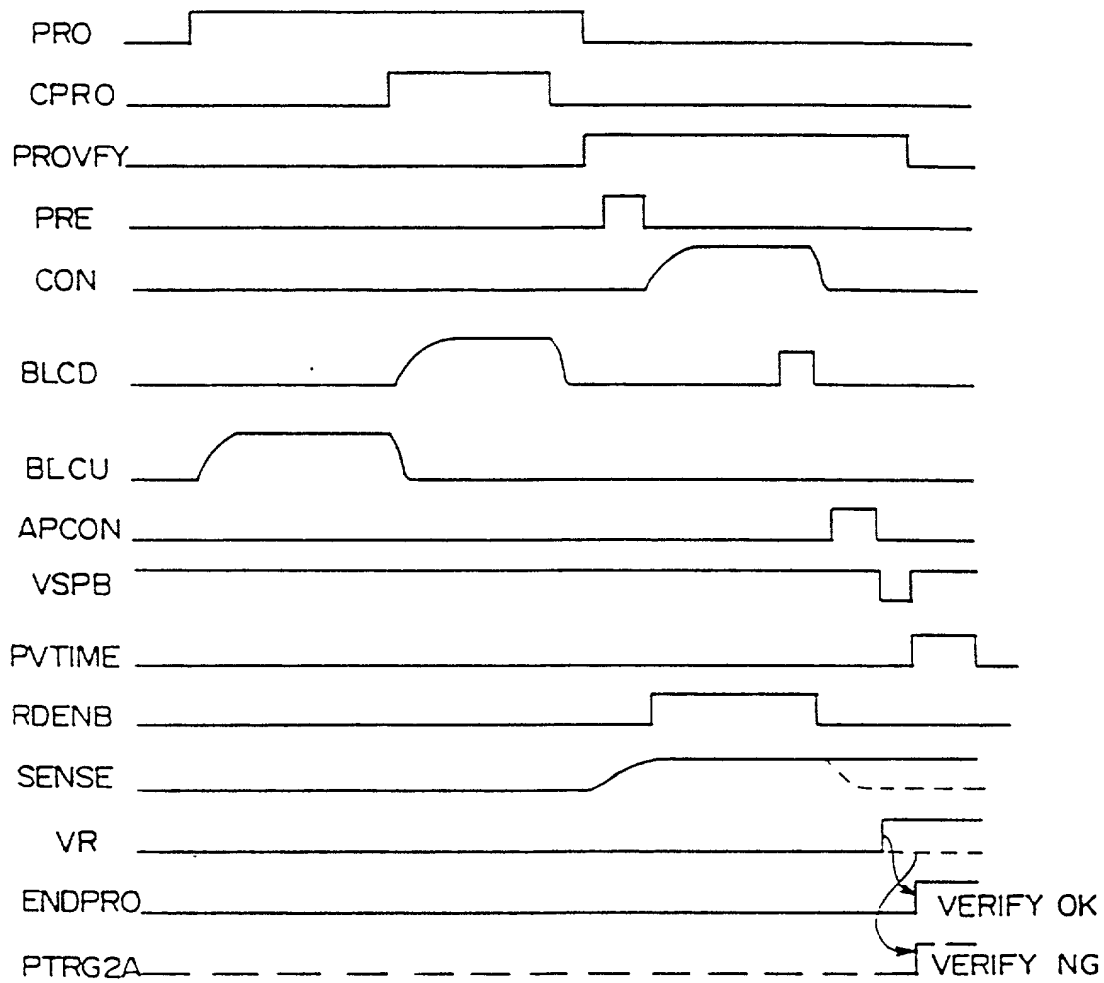 PRO
CPRO
PROVFY
PRE
CON
BLCD
BLCU
APCON
VSPB
PVTIME
RDENB
SENSE
VR
ENDPRO VERIFY OK
PTRG2A VERIFY NG